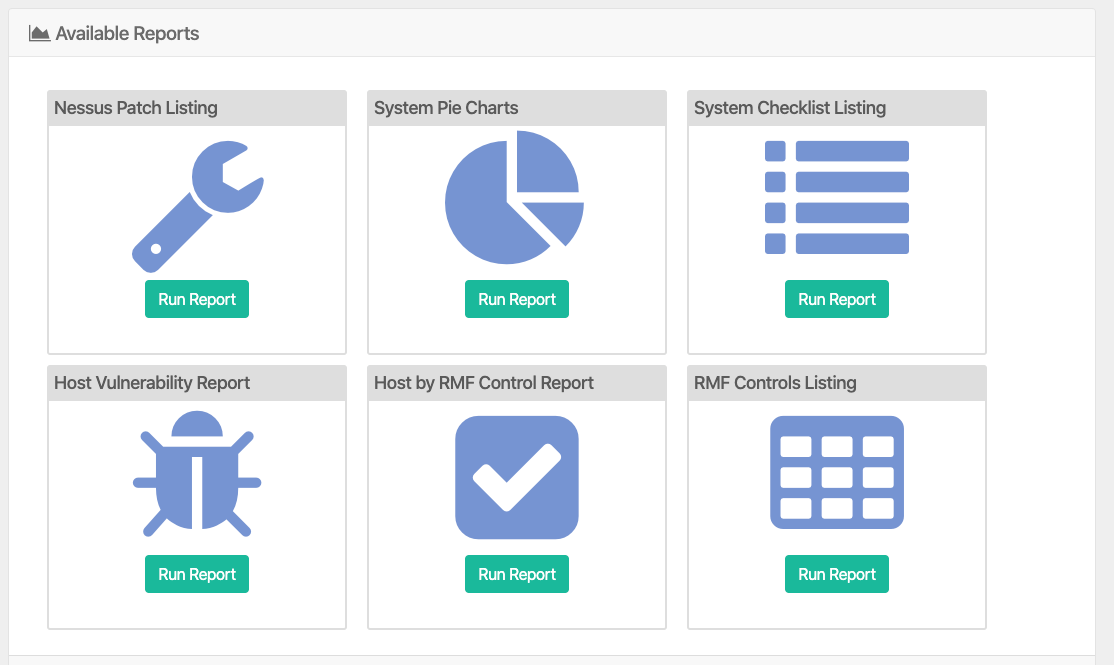 Available Reports
Nessus Patch Listing
System Pie Charts
System Checklist Listing
Run Report
Run Report
Run Report
Host Vulnerability Report
Host by RMF Control Report
RMF Controls Listing
Run Report
Run Report
Run Report